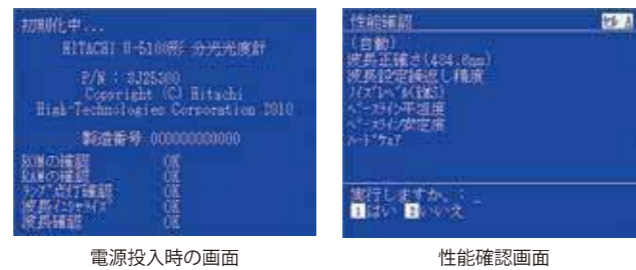 初期化中...
HITACHI U-5100形 分光光度計
P/N : 3J25300
Copyright (C) Hitachi
High-Technologies Corporation 2010
製造番号 000000000000
ROMの確認 OK
RAMの確認 OK
ランプ点灯確認 OK
波長イニシャライズ OK
波長確認 OK
電源投入時の画面
性能確認
(自動)
波長正確さ(484.6nm)
波長設定繰返し精度
ノイズレベル(RMS)
ベースライン平坦度
ベースライン安定度
ハードウェア
実行しますか。: _
1はい 2いいえ
性能確認画面